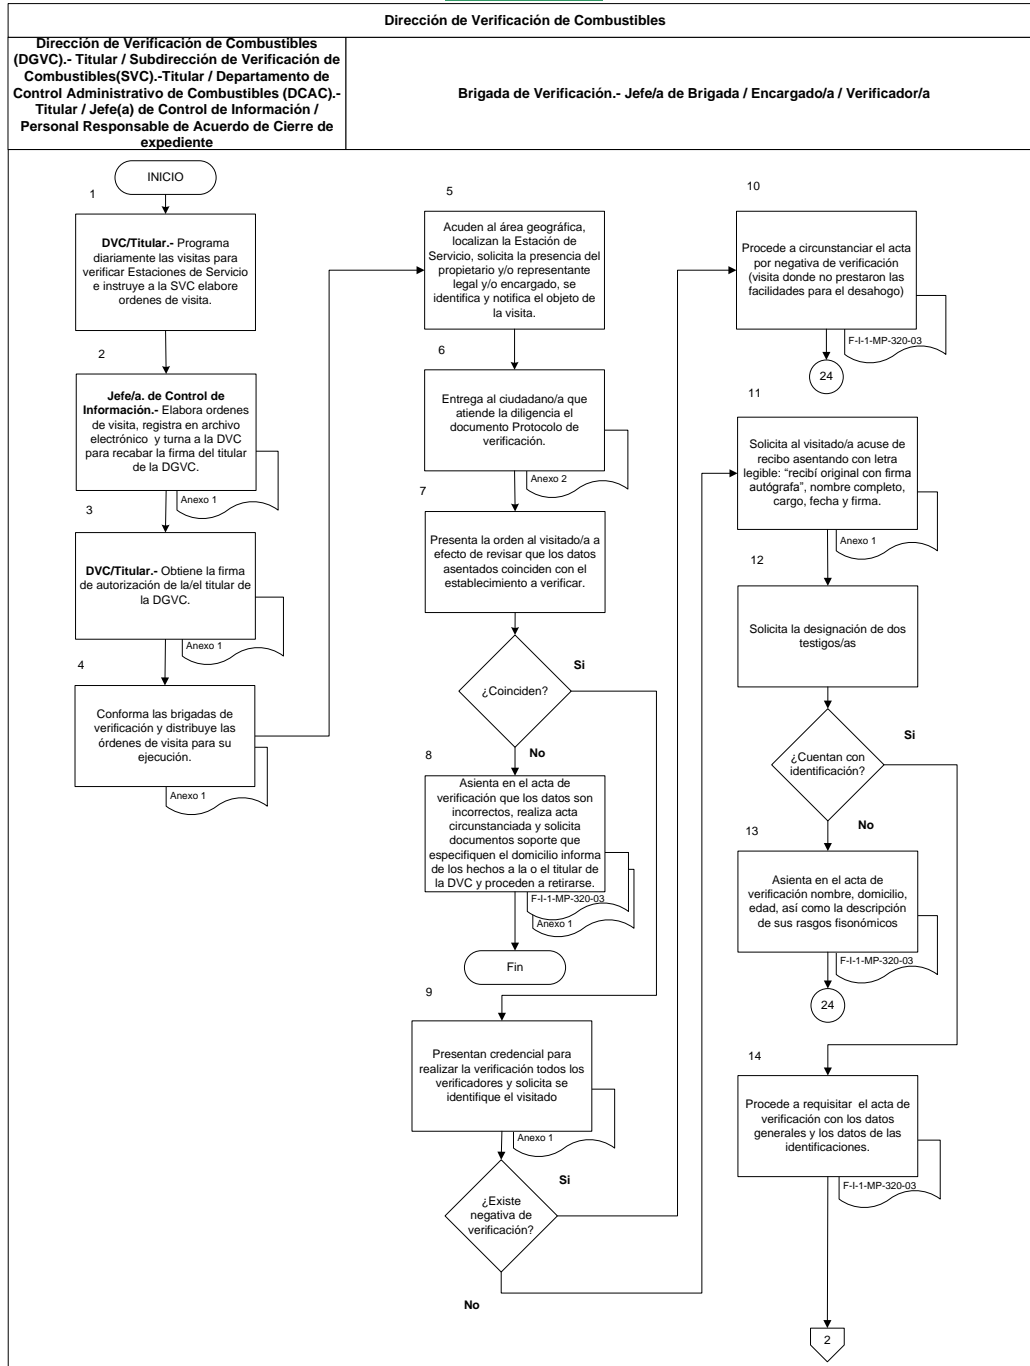 Dirección de Verificación de Combustibles
Dirección de Verificación de Combustibles
(DGVC).- Titular / Subdirección de Verificación de
Combustibles(SVC).-Titular / Departamento de
Control Administrativo de Combustibles (DCAC).-
Titular / Jefe(a) de Control de Información /
Personal Responsable de Acuerdo de Cierre de
expediente
Brigada de Verificación.- Jefe/a de Brigada / Encargado/a / Verificador/a
INICIO
1
DVC/Titular.- Programa
diariamente las visitas para
verificar Estaciones de Servicio
e instruye a la SVC elabore
ordenes de visita.
2
Jefe/a. de Control de
Información.- Elabora ordenes
de visita, registra en archivo
electrónico y turna a la DVC
para recabar la firma del titular
de la DGVC.
Anexo 1
3
DVC/Titular.- Obtiene la firma
de autorización de la/el titular de
la DGVC.
Anexo 1
4
Conforma las brigadas de
verificación y distribuye las
órdenes de visita para su
ejecución.
Anexo 1
5
Acuden al área geográfica,
localizan la Estación de
Servicio, solicita la presencia del
propietario y/o representante
legal y/o encargado, se
identifica y notifica el objeto de
la visita.
6
Entrega al ciudadano/a que
atiende la diligencia el
documento Protocolo de
verificación.
Anexo 2
7
Presenta la orden al visitado/a a
efecto de revisar que los datos
asentados coinciden con el
establecimiento a verificar.
¿Coinciden?
Si
No
8
Asienta en el acta de
verificación que los datos son
incorrectos, realiza acta
circunstanciada y solicita
documentos soporte que
especifiquen el domicilio informa
de los hechos a la o el titular de
la DVC y proceden a retirarse.
F-I-1-MP-320-03
Anexo 1
Fin
9
Presentan credencial para
realizar la verificación todos los
verificadores y solicita se
identifique el visitado
Anexo 1
¿Existe
negativa de
verificación?
Si
No
10
Procede a circunstanciar el acta
por negativa de verificación
(visita donde no prestaron las
facilidades para el desahogo)
F-I-1-MP-320-03
24
11
Solicita al visitado/a acuse de
recibo asentando con letra
legible: “recibí original con firma
autógrafa”, nombre completo,
cargo, fecha y firma.
Anexo 1
12
Solicita la designación de dos
testigos/as
¿Cuentan con
identificación?
Si
No
13
Asienta en el acta de
verificación nombre, domicilio,
edad, así como la descripción
de sus rasgos fisonómicos
F-I-1-MP-320-03
24
14
Procede a requisitar el acta de
verificación con los datos
generales y los datos de las
identificaciones.
F-I-1-MP-320-03
2